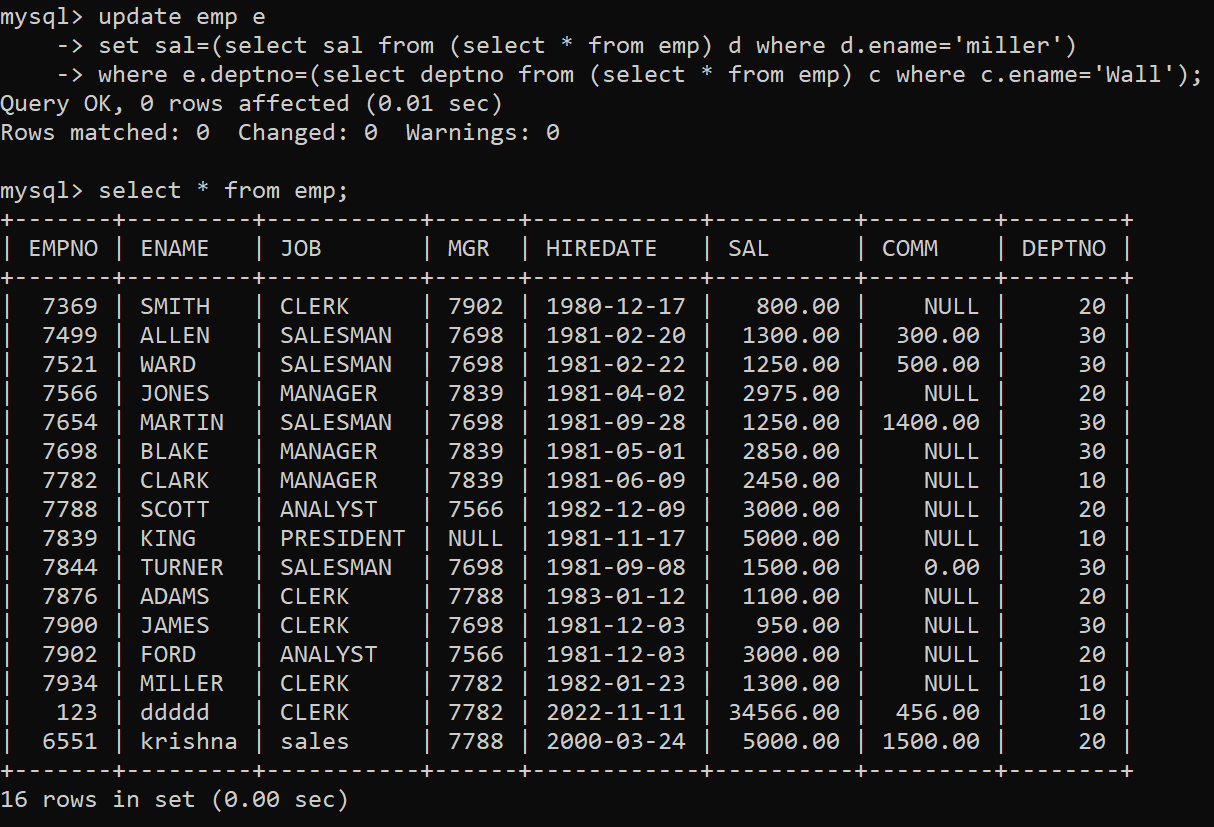 mysql> update emp e
    -> set sal=(select sal from (select * from emp) d where d.ename='miller')
    -> where e.deptno=(select deptno from (select * from emp) c where c.ename='Wall');
Query OK, 0 rows affected (0.01 sec)
Rows matched: 0  Changed: 0  Warnings: 0

mysql> select * from emp;
+-------+---------+-----------+------+------------+----------+---------+--------+
| EMPNO | ENAME   | JOB       | MGR  | HIREDATE   | SAL      | COMM    | DEPTNO |
+-------+---------+-----------+------+------------+----------+---------+--------+
|  7369 | SMITH   | CLERK     | 7902 | 1980-12-17 |   800.00 |    NULL |     20 |
|  7499 | ALLEN   | SALESMAN  | 7698 | 1981-02-20 |  1300.00 |  300.00 |     30 |
|  7521 | WARD    | SALESMAN  | 7698 | 1981-02-22 |  1250.00 |  500.00 |     30 |
|  7566 | JONES   | MANAGER   | 7839 | 1981-04-02 |  2975.00 |    NULL |     20 |
|  7654 | MARTIN  | SALESMAN  | 7698 | 1981-09-28 |  1250.00 | 1400.00 |     30 |
|  7698 | BLAKE   | MANAGER   | 7839 | 1981-05-01 |  2850.00 |    NULL |     30 |
|  7782 | CLARK   | MANAGER   | 7839 | 1981-06-09 |  2450.00 |    NULL |     10 |
|  7788 | SCOTT   | ANALYST   | 7566 | 1982-12-09 |  3000.00 |    NULL |     20 |
|  7839 | KING    | PRESIDENT | NULL | 1981-11-17 |  5000.00 |    NULL |     10 |
|  7844 | TURNER  | SALESMAN  | 7698 | 1981-09-08 |  1500.00 |    0.00 |     30 |
|  7876 | ADAMS   | CLERK     | 7788 | 1983-01-12 |  1100.00 |    NULL |     20 |
|  7900 | JAMES   | CLERK     | 7698 | 1981-12-03 |   950.00 |    NULL |     30 |
|  7902 | FORD    | ANALYST   | 7566 | 1981-12-03 |  3000.00 |    NULL |     20 |
|  7934 | MILLER  | CLERK     | 7782 | 1982-01-23 |  1300.00 |    NULL |     10 |
|   123 | ddddd   | CLERK     | 7782 | 2022-11-11 | 34566.00 |  456.00 |     10 |
|  6551 | krishna | sales     | 7788 | 2000-03-24 |  5000.00 | 1500.00 |     20 |
+-------+---------+-----------+------+------------+----------+---------+--------+
16 rows in set (0.00 sec)